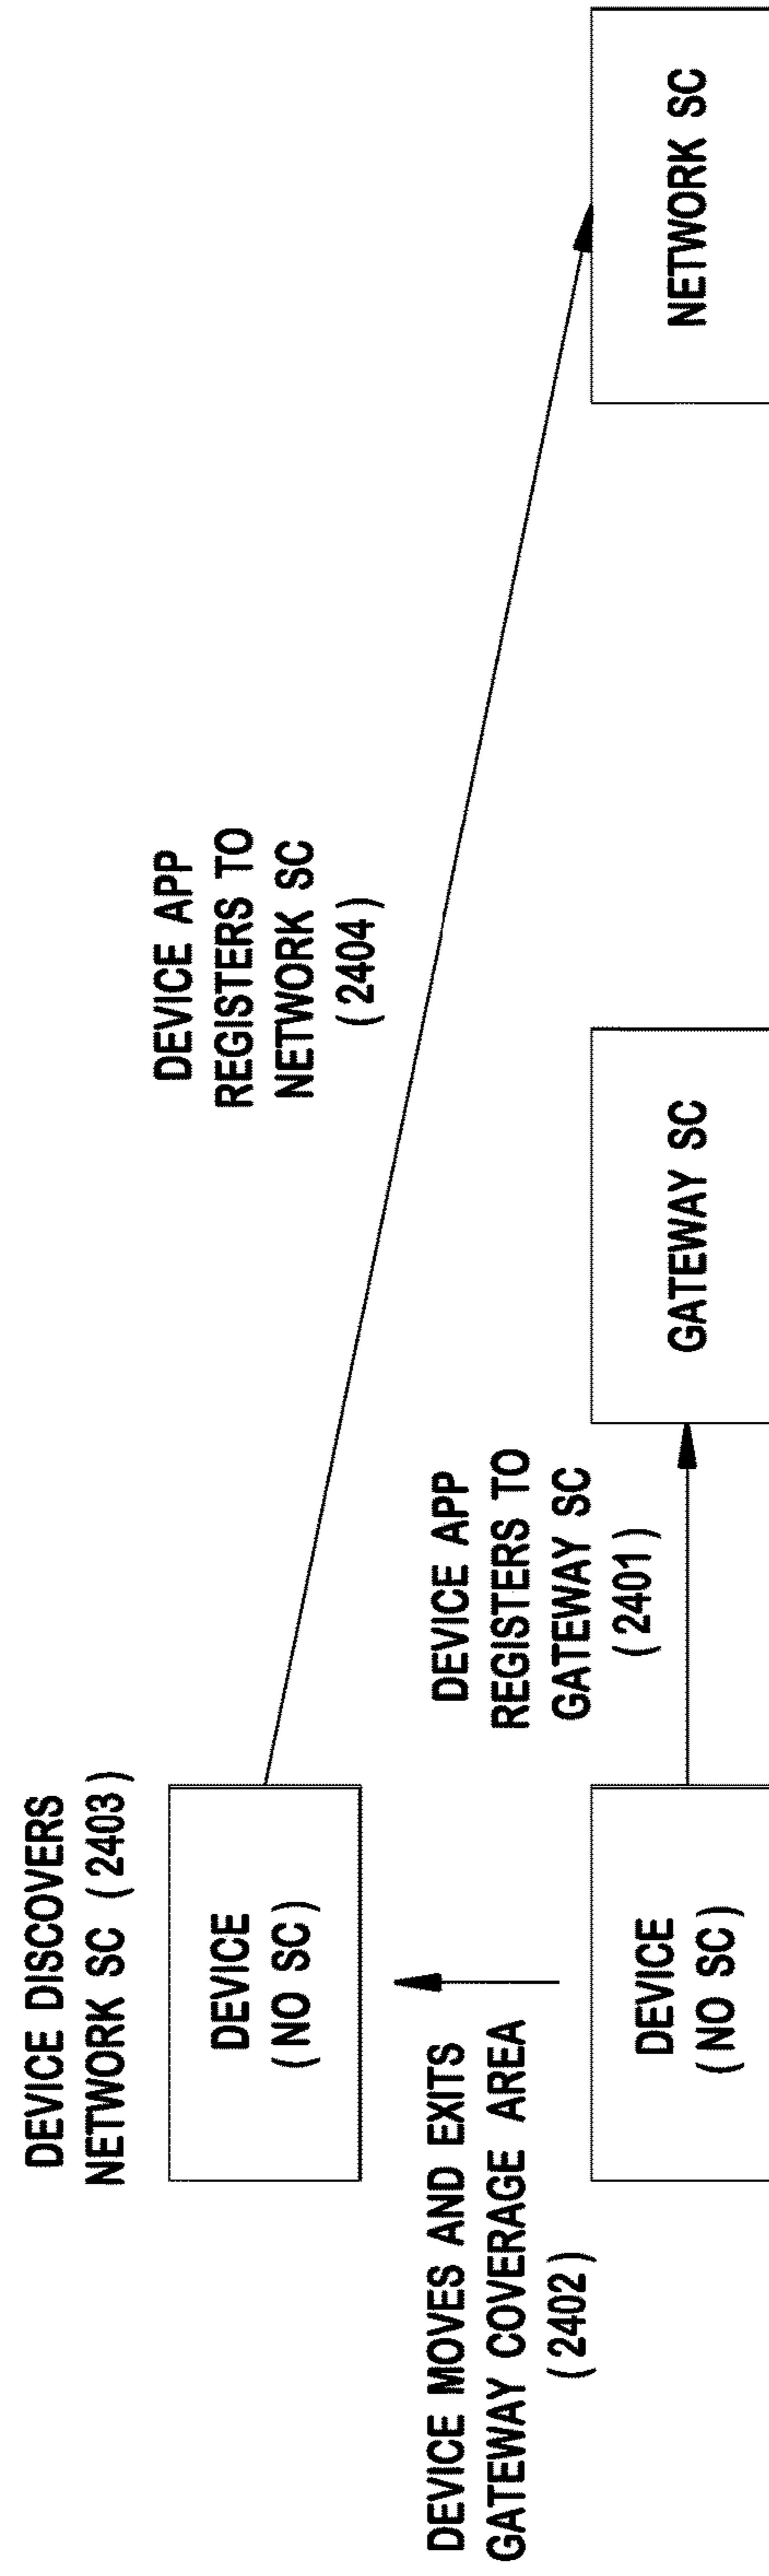 DEVICE DISCOVERS
NETWORK SC (2403)
DEVICE
(NO SC)
DEVICE APP
REGISTERS TO
NETWORK SC
(2404)
DEVICE MOVES AND EXITS
GATEWAY COVERAGE AREA
(2402)
DEVICE APP
REGISTERS TO
GATEWAY SC
(2401)
DEVICE
(NO SC)
GATEWAY SC
NETWORK SC